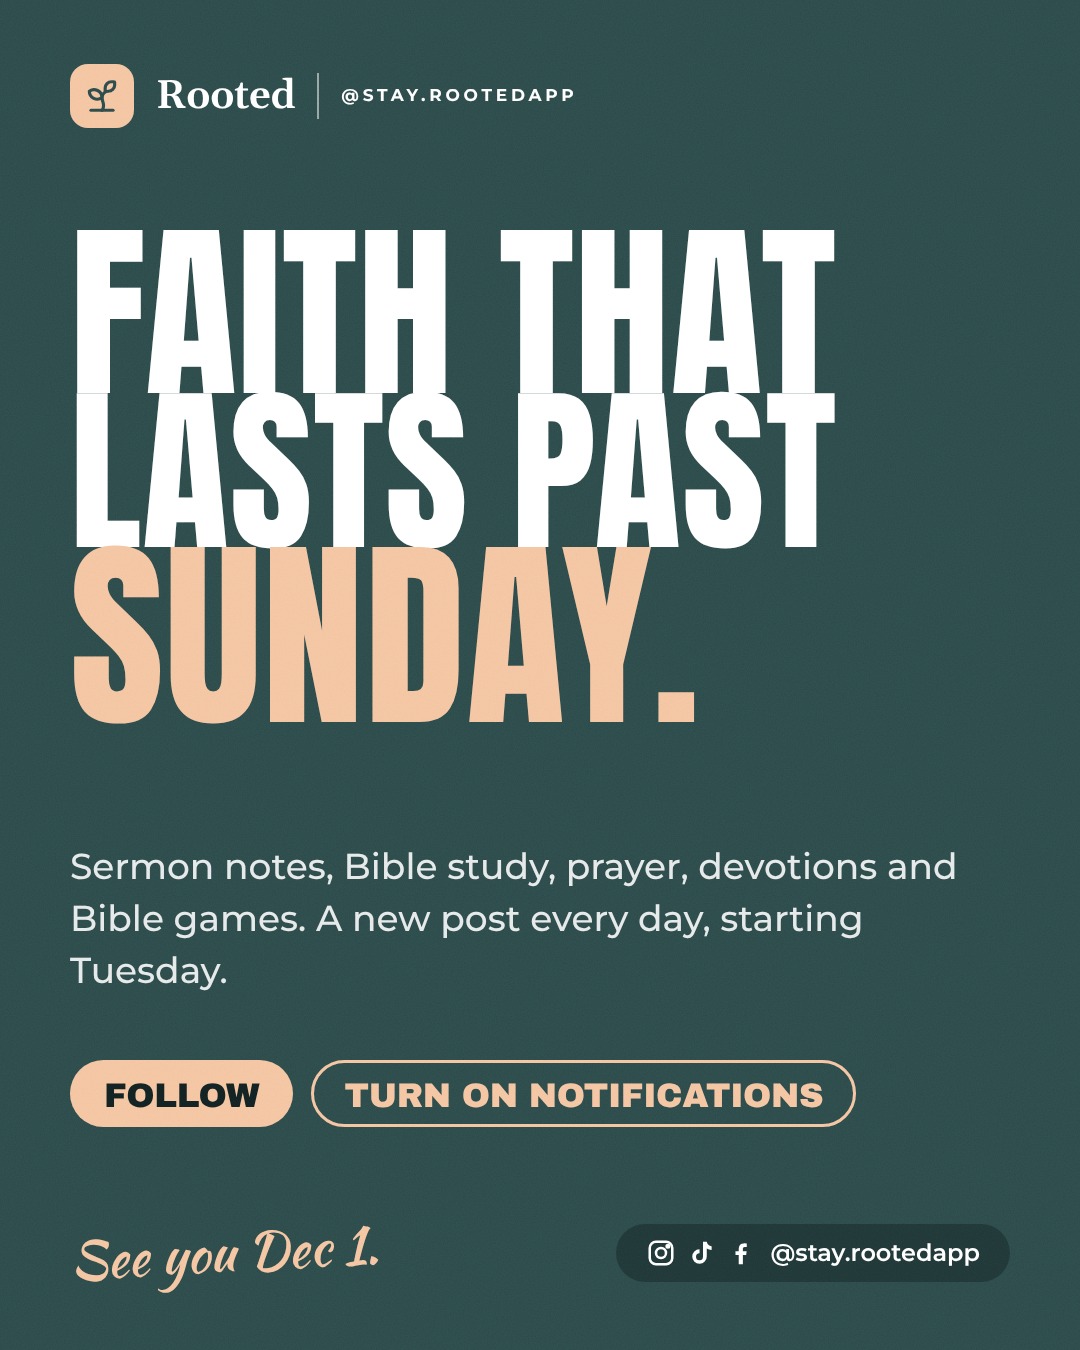 Rooted
@STAY.ROOTEDAPP
FAITH THAT
LASTS PAST
SUNDAY.
Sermon notes, Bible study, prayer, devotions and
Bible games. A new post every day, starting
Tuesday.
FOLLOW
TURN ON NOTIFICATIONS
See you Dec 1.
@stay.rootedapp